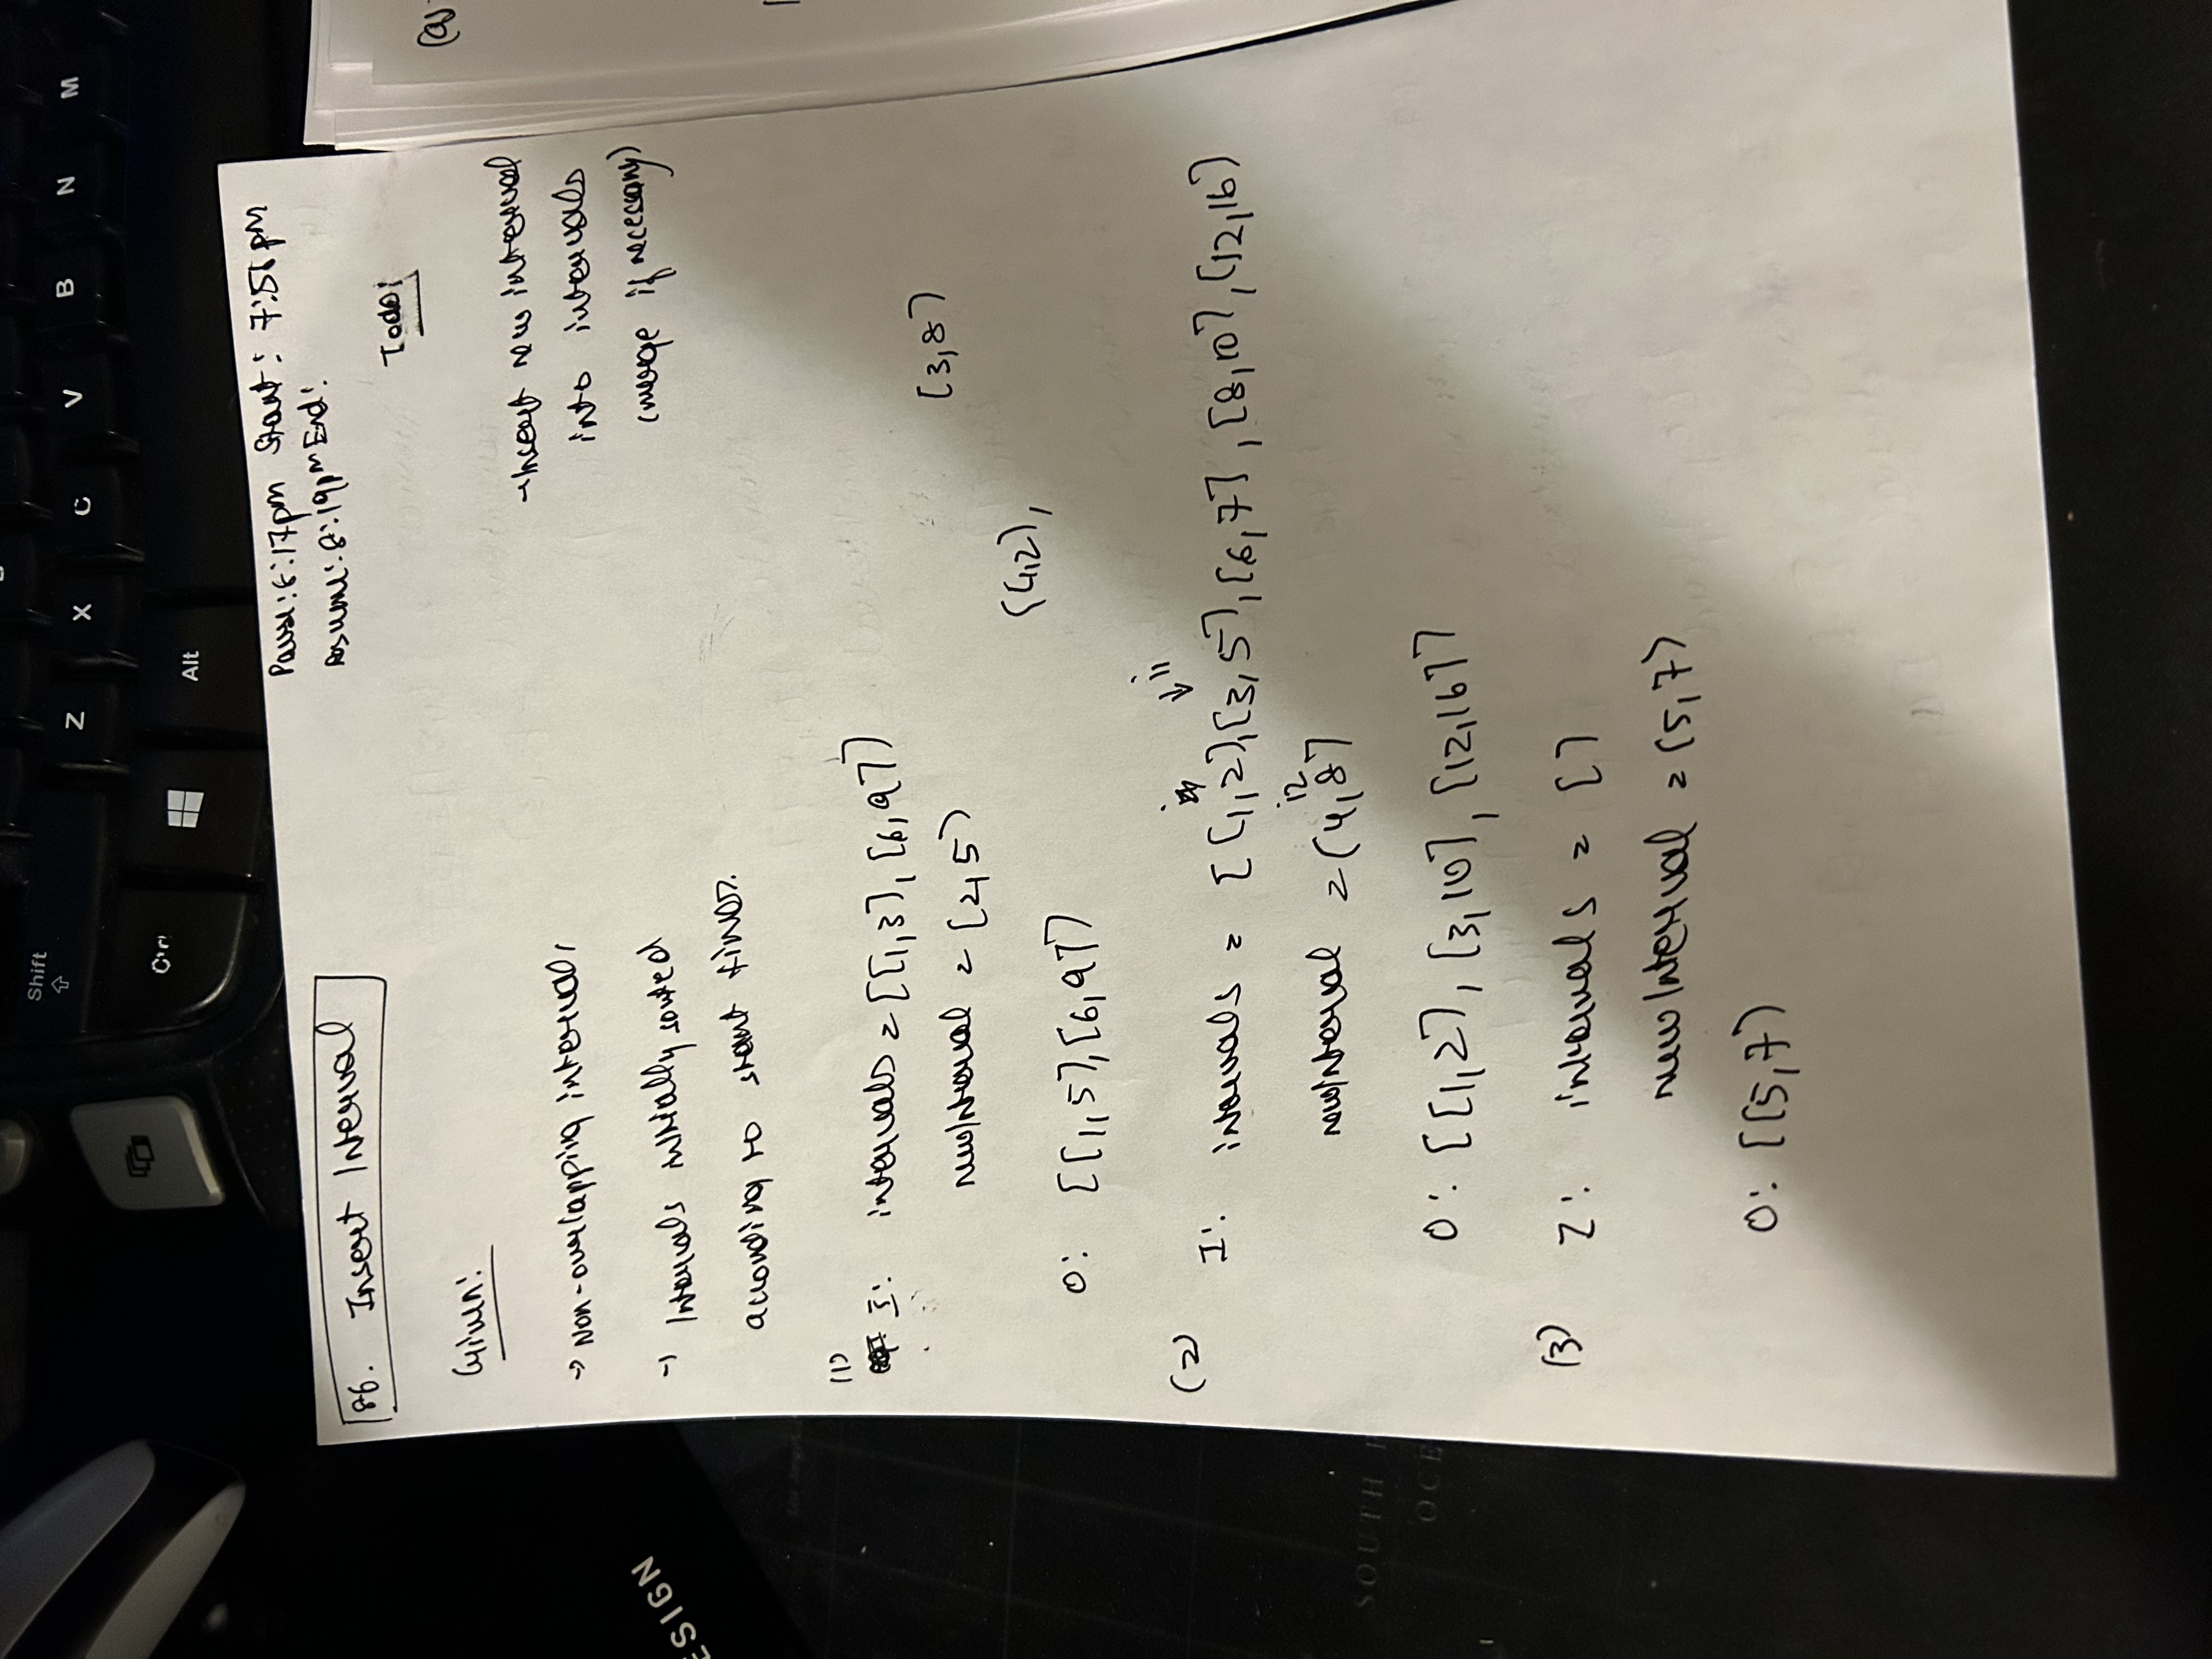 Shift
Z X C V B N M
Ctrl
Alt
Pause: 8:17pm Start: 7:56pm
Resume: 8:19pm End:
86. Insert Interval
Todo:
Given:
→ Insert new interval
into intervals
(merge if necessary)
→ Non-overlapping intervals
→ Intervals initially sorted
according to start times.
ESIGN
(1)
I: intervals = [[1,3], [6,9]]
newInterval = [2,5]
[3,8]
[1,2],
O: [[1,5],[6,9]]
(2)
i1
I: intervals = [[1,2],[3,5],[6,7],[8,10],[12,16]
i2
newInterval = [4,8]
O: [[1,2], [3,10], [12,16]]
SOUTH
OCE
(3) I: intervals = []
newInterval = [5,7]
O: [[5,7]